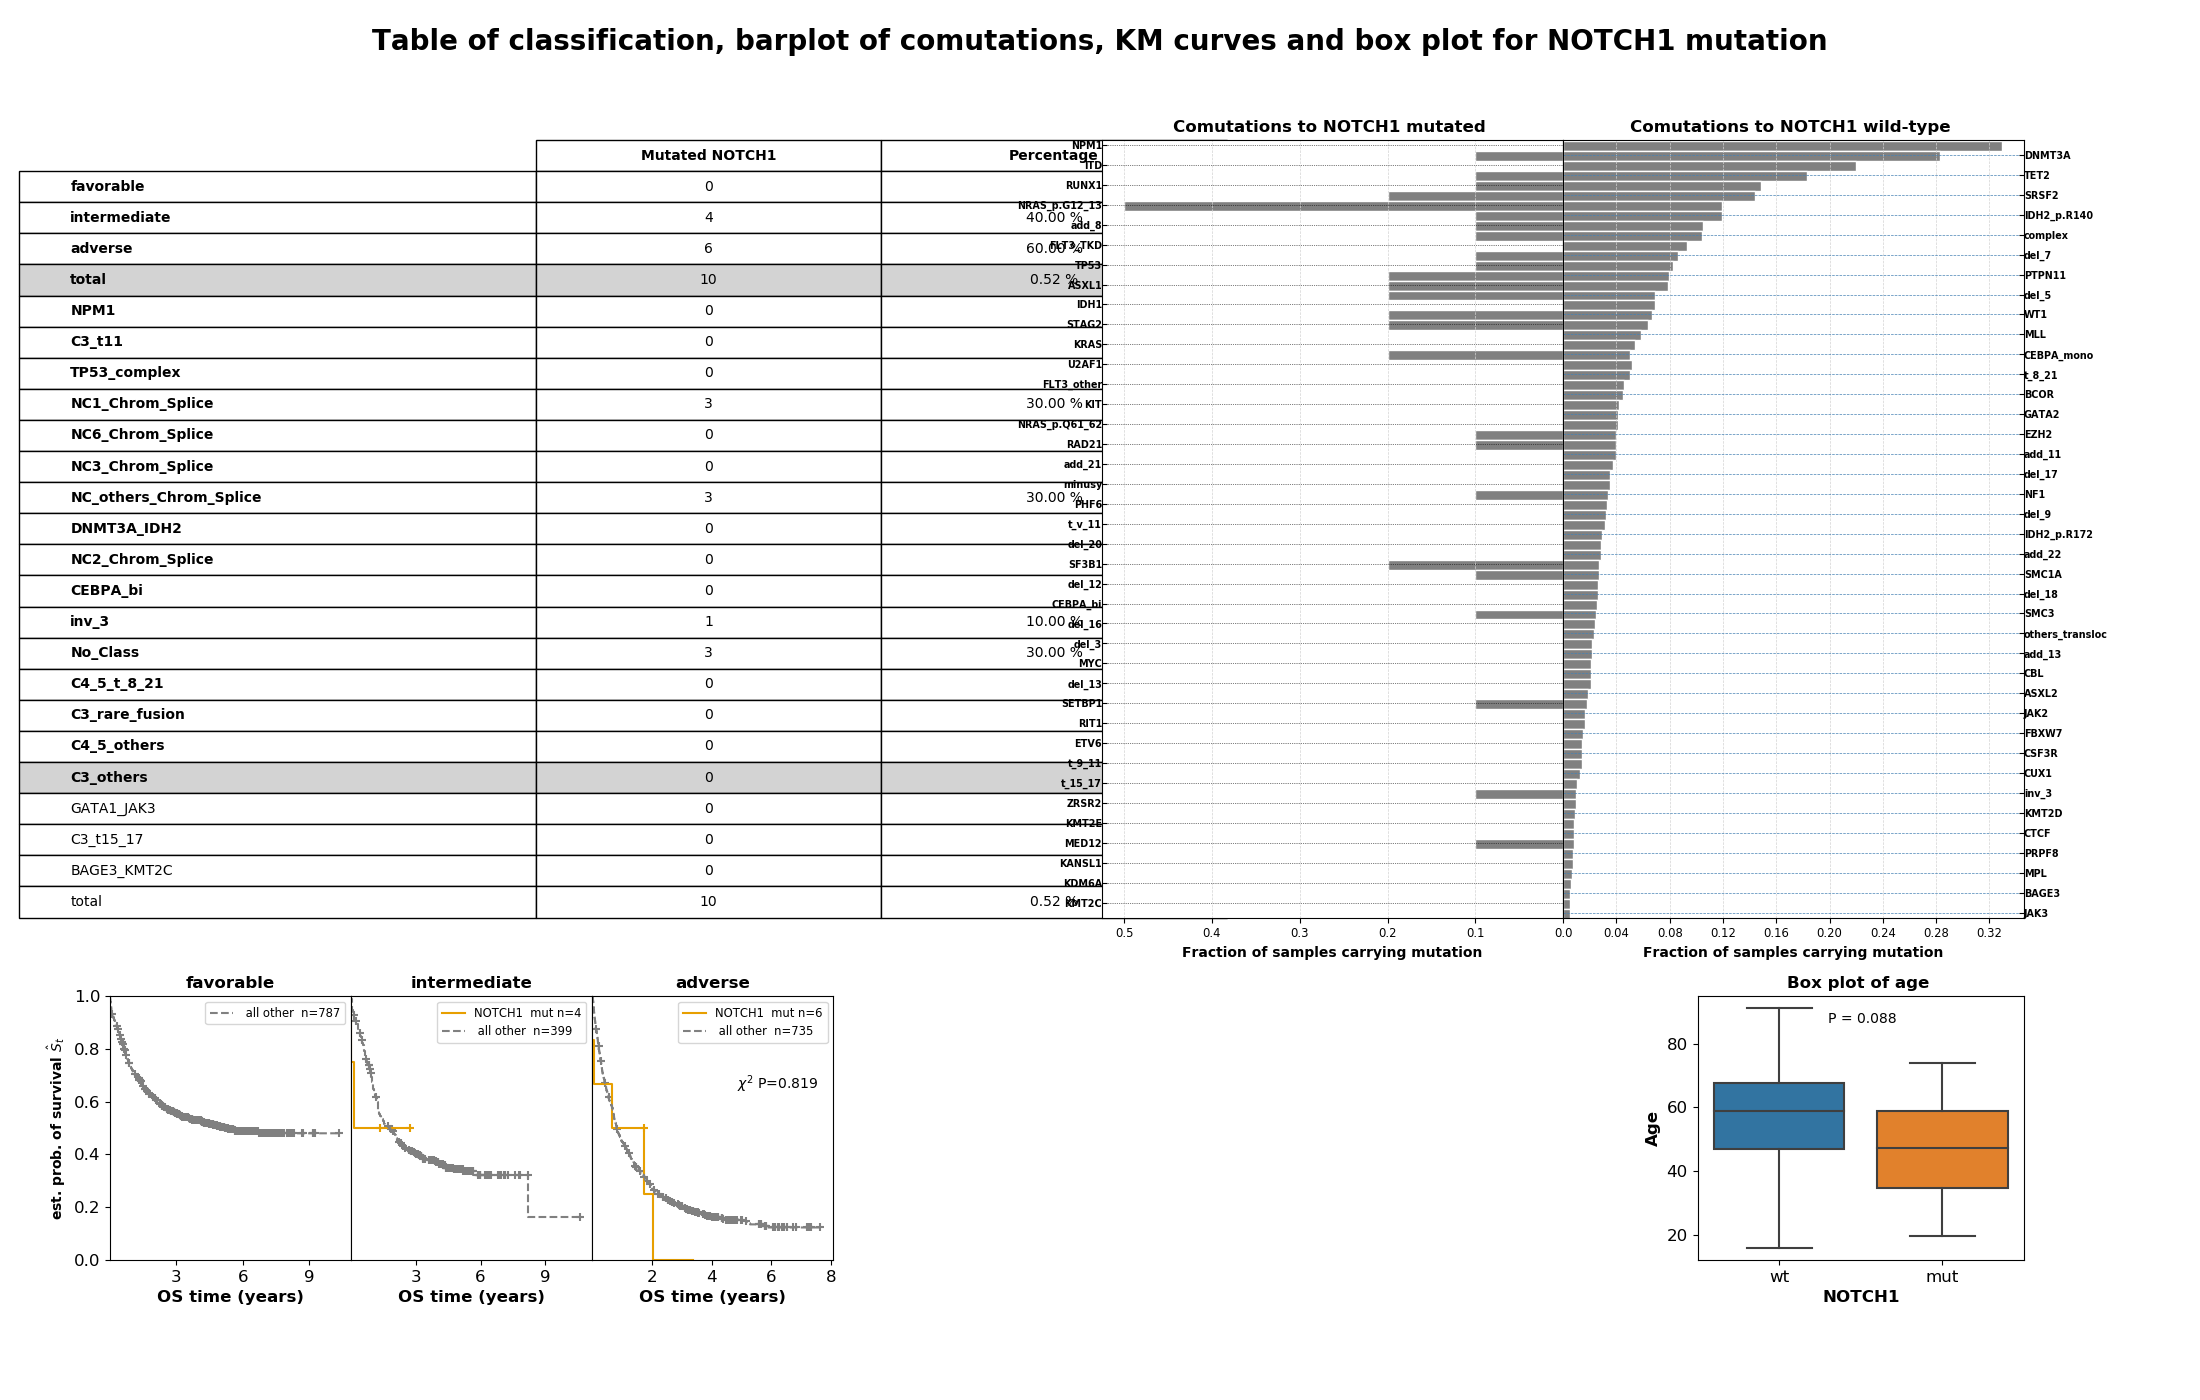 Table of classification, barplot of comutations, KM curves and box plot for NOTCH1 mutation
Mutated NOTCH1 Percentage
favorable 0
intermediate 4 40.00 %
adverse 6 60.00 %
total 10 0.52 %
NPM1 0
C3_t11 0
TP53_complex 0
NC1_Chrom_Splice 3 30.00 %
NC6_Chrom_Splice 0
NC3_Chrom_Splice 0
NC_others_Chrom_Splice 3 30.00 %
DNMT3A_IDH2 0
NC2_Chrom_Splice 0
CEBPA_bi 0
inv_3 1 10.00 %
No_Class 3 30.00 %
C4_5_t_8_21 0
C3_rare_fusion 0
C4_5_others 0
C3_others 0
GATA1_JAK3 0
C3_t15_17 0
BAGE3_KMT2C 0
total 10 0.52 %
Comutations to NOTCH1 mutated
NPM1
ITD
RUNX1
NRAS_p.G12_13
add_8
FLT3_TKD
TP53
ASXL1
IDH1
STAG2
KRAS
U2AF1
FLT3_other
KIT
NRAS_p.Q61_62
RAD21
add_21
minusy
PHF6
t_v_11
del_20
SF3B1
del_12
CEBPA_bi
del_16
del_3
MYC
del_13
SETBP1
RIT1
ETV6
t_9_11
t_15_17
ZRSR2
KMT2E
MED12
KANSL1
KDM6A
KMT2C
0.5 0.4 0.3 0.2 0.1
Fraction of samples carrying mutation
Comutations to NOTCH1 wild-type
DNMT3A
TET2
SRSF2
IDH2_p.R140
complex
del_7
PTPN11
del_5
WT1
MLL
CEBPA_mono
t_8_21
BCOR
GATA2
EZH2
add_11
del_17
NF1
del_9
IDH2_p.R172
add_22
SMC1A
del_18
SMC3
others_transloc
add_13
CBL
ASXL2
JAK2
FBXW7
CSF3R
CUX1
inv_3
KMT2D
CTCF
PRPF8
MPL
BAGE3
JAK3
0.0 0.04 0.08 0.12 0.16 0.20 0.24 0.28 0.32
Fraction of samples carrying mutation
est. prob. of survival Ŝt
1.0
0.8
0.6
0.4
0.2
0.0
favorable
all other n=787
3 6 9
OS time (years)
intermediate
NOTCH1 mut n=4
all other n=399
3 6 9
OS time (years)
adverse
NOTCH1 mut n=6
all other n=735
χ² P=0.819
2 4 6 8
OS time (years)
Box plot of age
P = 0.088
Age
80
60
40
20
wt mut
NOTCH1